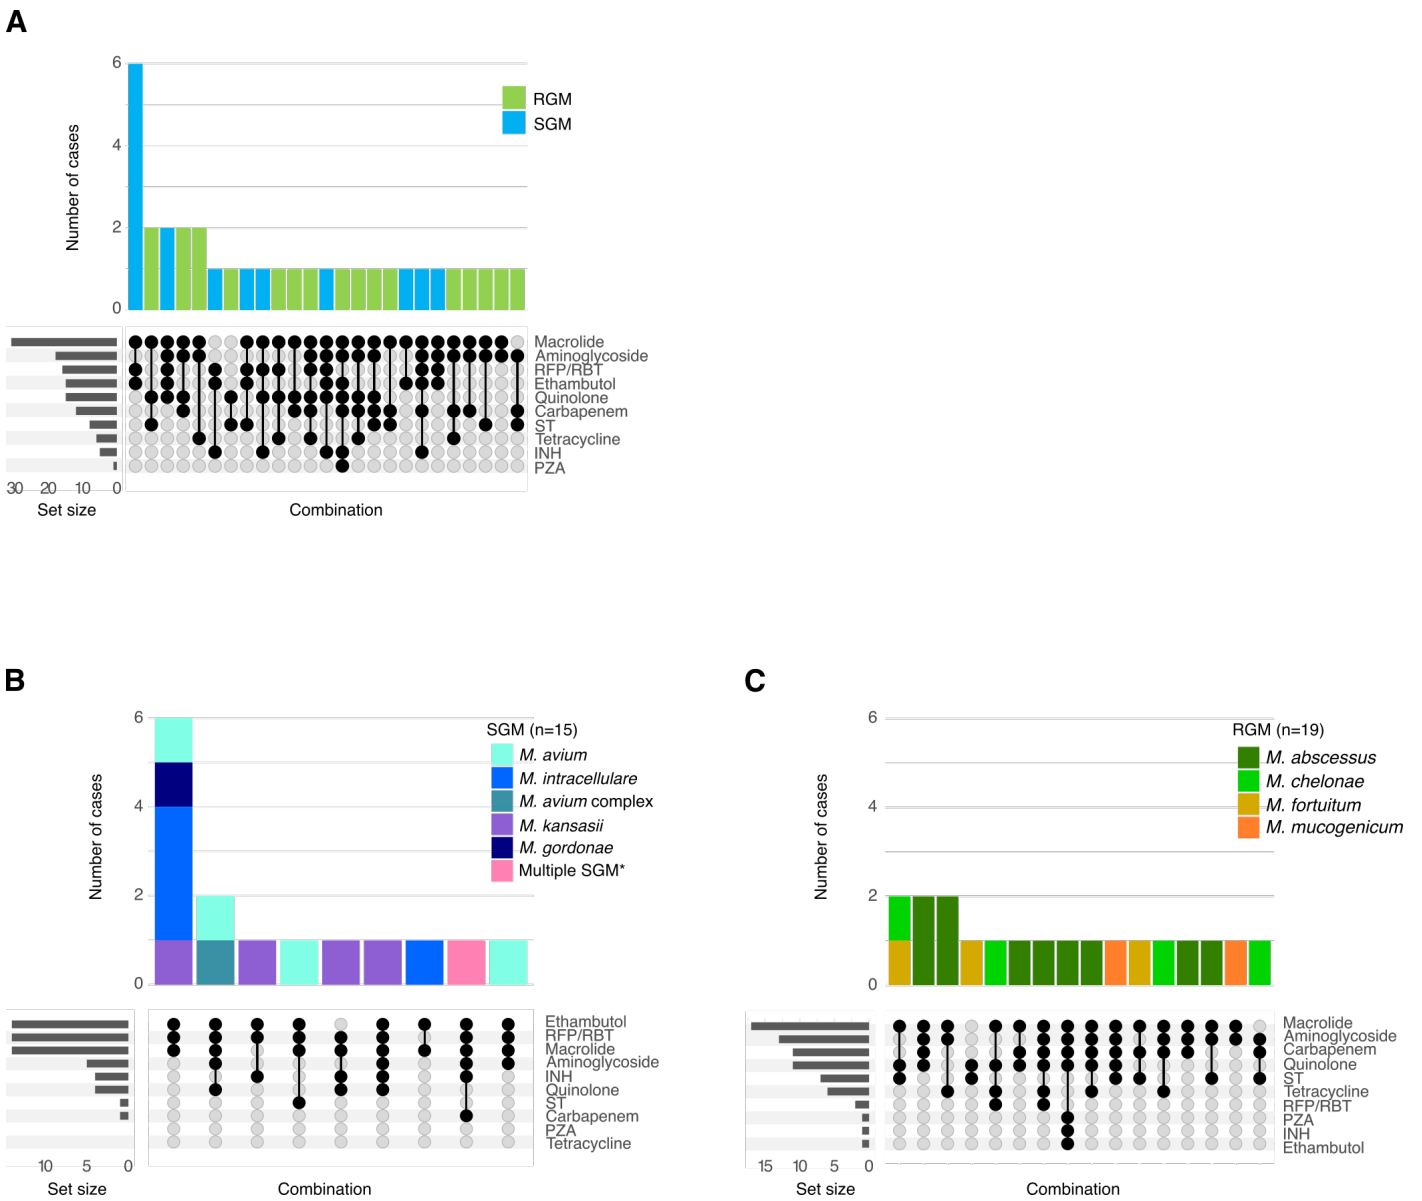 A
6
4
2
0
Number of cases
RGM
SGM
Macrolide
Aminoglycoside
RFP/RBT
Ethambutol
Quinolone
Carbapenem
ST
Tetracycline
INH
PZA
30 20 10 0
Set size
Combination
B
6
4
2
0
Number of cases
SGM (n=15)
M. avium
M. intracellulare
M. avium complex
M. kansasii
M. gordonae
Multiple SGM*
Ethambutol
RFP/RBT
Macrolide
Aminoglycoside
INH
Quinolone
ST
Carbapenem
PZA
Tetracycline
10 5 0
Set size
Combination
C
6
4
2
0
Number of cases
RGM (n=19)
M. abscessus
M. chelonae
M. fortuitum
M. mucogenicum
Macrolide
Aminoglycoside
Carbapenem
Quinolone
ST
Tetracycline
RFP/RBT
PZA
INH
Ethambutol
15 10 5 0
Set size
Combination